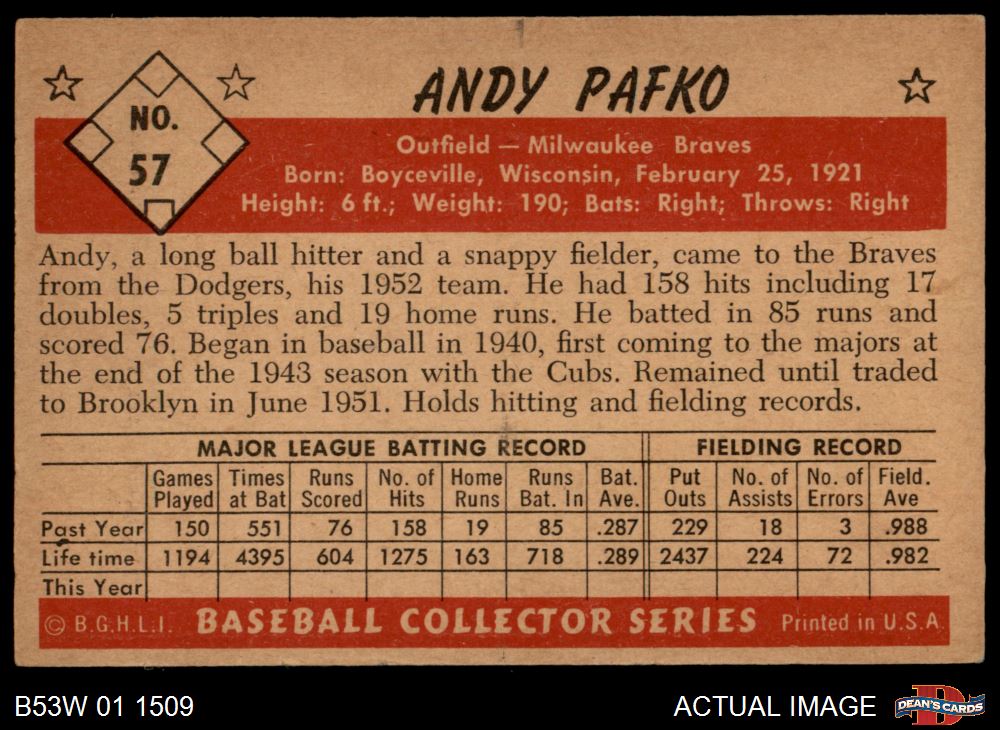 NO.
57
ANDY PAFKO
Outfield — Milwaukee Braves
Born: Boyceville, Wisconsin, February 25, 1921
Height: 6 ft.; Weight: 190; Bats: Right; Throws: Right
Andy, a long ball hitter and a snappy fielder, came to the Braves
from the Dodgers, his 1952 team. He had 158 hits including 17
doubles, 5 triples and 19 home runs. He batted in 85 runs and
scored 76. Began in baseball in 1940, first coming to the majors at
the end of the 1943 season with the Cubs. Remained until traded
to Brooklyn in June 1951. Holds hitting and fielding records.
MAJOR LEAGUE BATTING RECORD FIELDING RECORD
Games Times Runs No. of Home Runs Bat. Put No. of No. of Field.
Played at Bat Scored Hits Runs Bat. In Ave. Outs Assists Errors Ave
Past Year 150 551 76 158 19 85 .287 229 18 3 .988
Life time 1194 4395 604 1275 163 718 .289 2437 224 72 .982
This Year
© B.G.H.L.I. BASEBALL COLLECTOR SERIES Printed in U.S.A.
B53W 01 1509 ACTUAL IMAGE DEAN'S CARDS